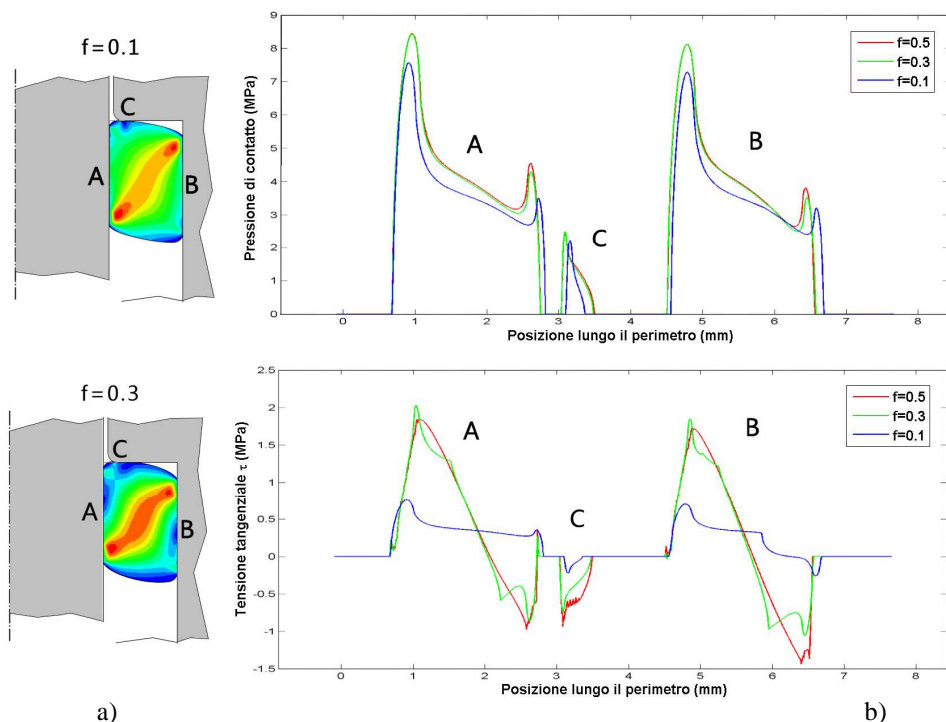 f=0.1
C
A
B
f=0.3
C
A
B
a)
Pressione di contatto (MPa)
9
8
7
6
5
4
3
2
1
0
A
B
C
f=0.5
f=0.3
f=0.1
0 1 2 3 4 5 6 7 8
Posizione lungo il perimetro (mm)
Tensione tangenziale τ (MPa)
2.5
2
1.5
1
0.5
0
-0.5
-1
-1.5
A
B
C
f=0.5
f=0.3
f=0.1
0 1 2 3 4 5 6 7 8
Posizione lungo il perimetro (mm)
b)